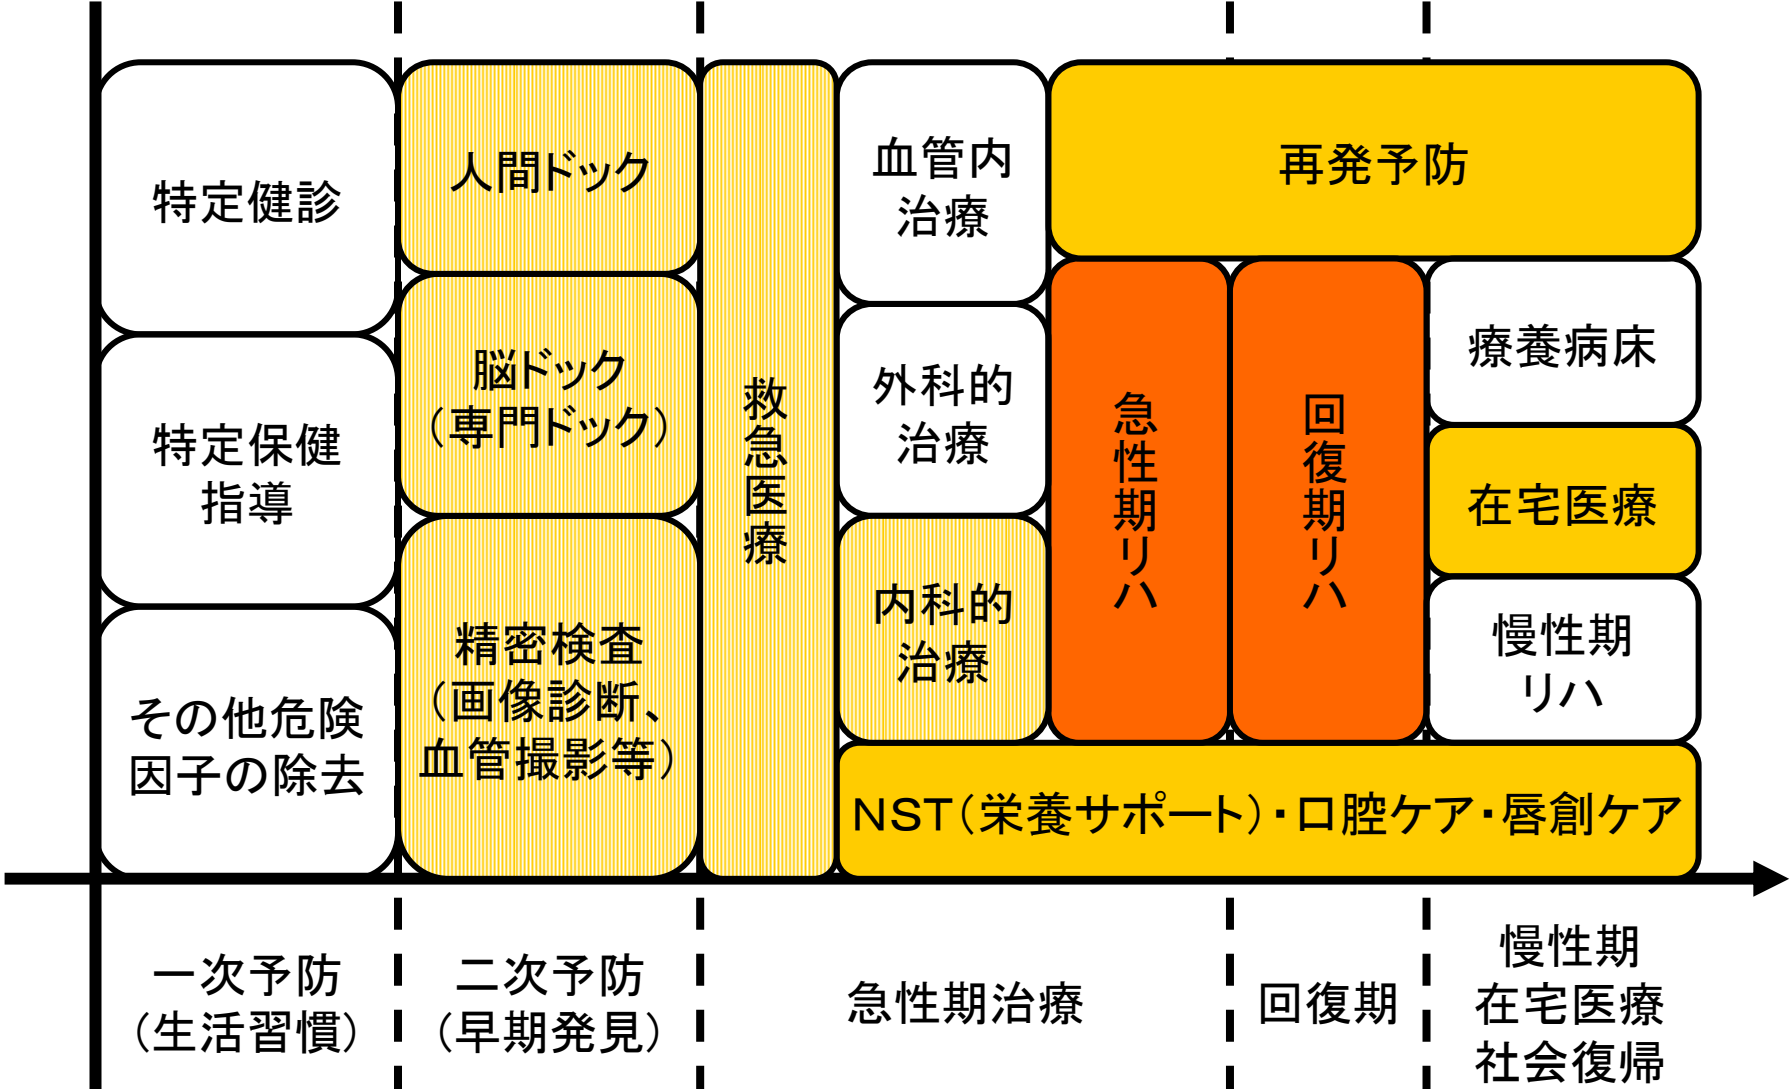 特定健診
特定保健
指導
その他危険
因子の除去
人間ドック
脳ドック
（専門ドック）
精密検査
（画像診断、
血管撮影等）
救急医療
血管内
治療
外科的
治療
内科的
治療
再発予防
急性期リハ
回復期リハ
療養病床
在宅医療
慢性期
リハ
NST（栄養サポート）・口腔ケア・唇創ケア
一次予防
（生活習慣）
二次予防
（早期発見）
急性期治療
回復期
慢性期
在宅医療
社会復帰